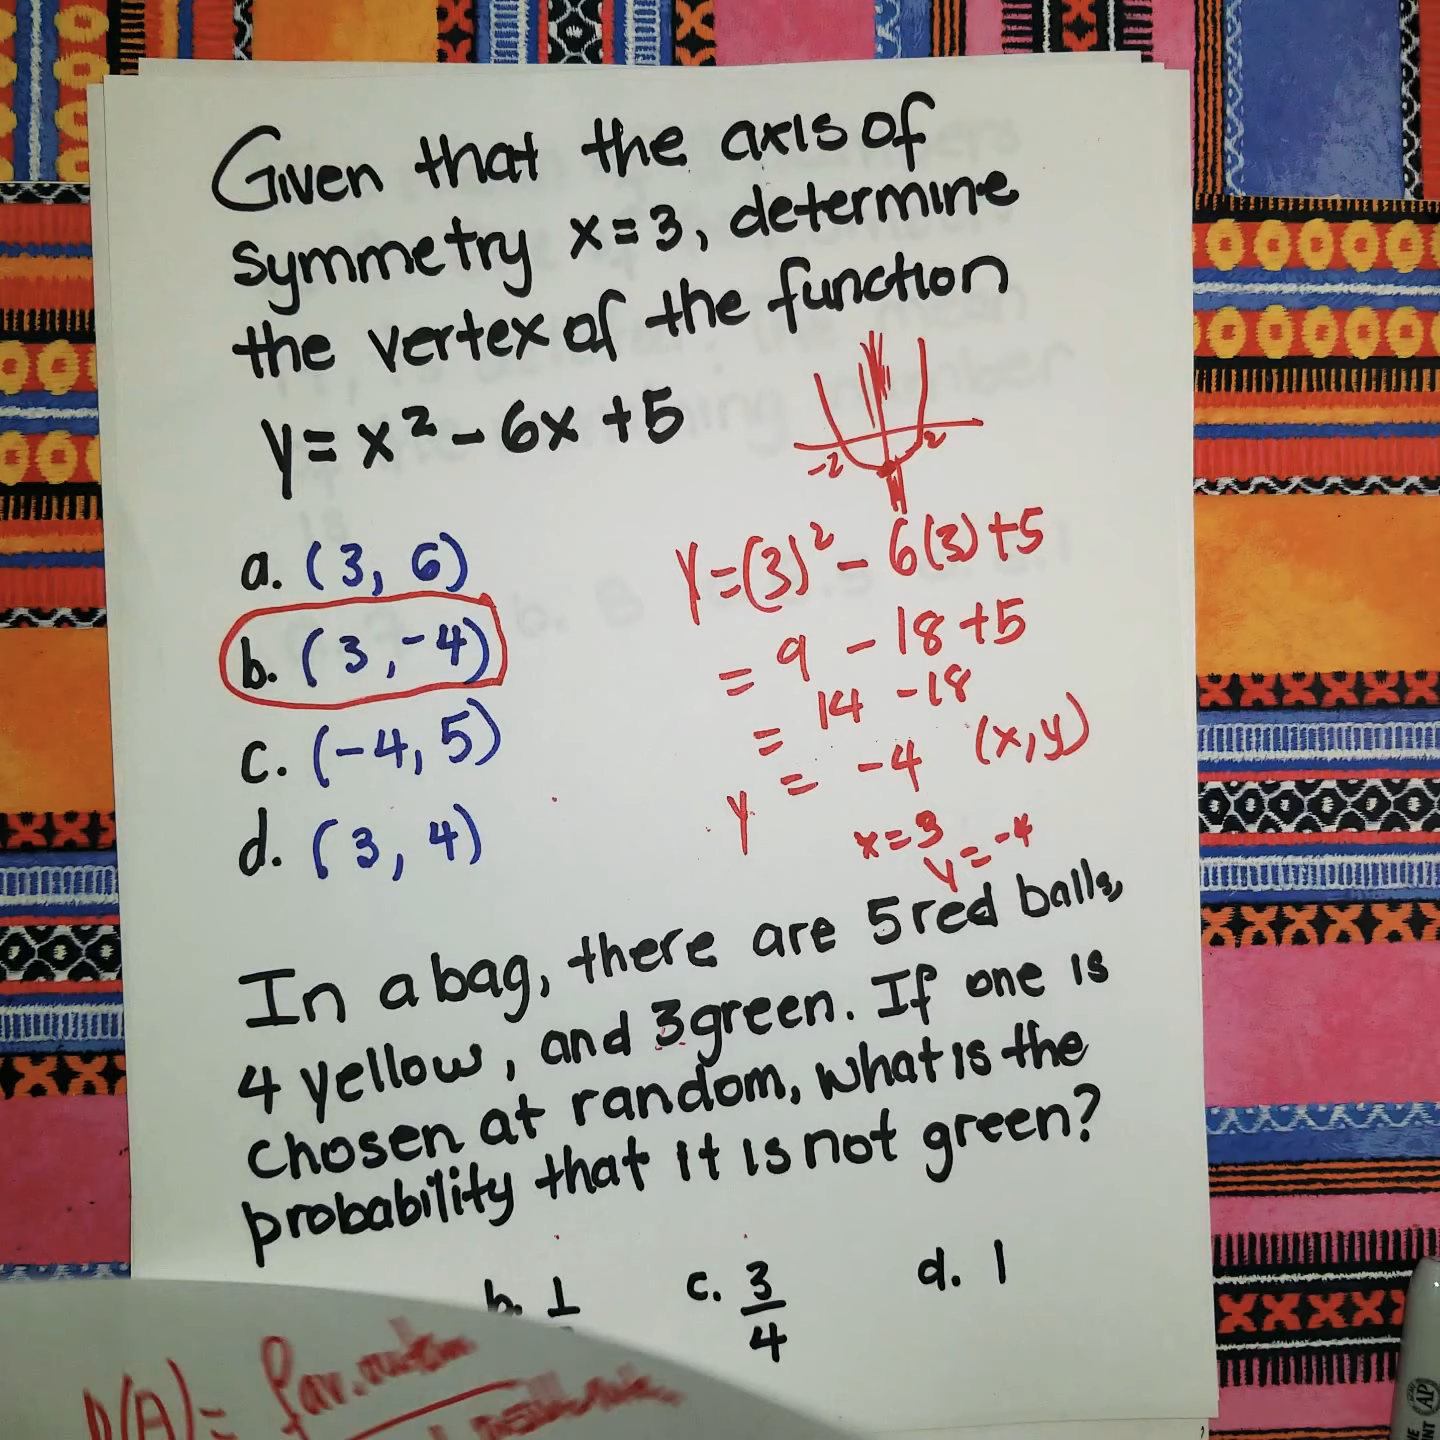 Given that the axis of
symmetry x = 3, determine
the vertex of the function
y = x² - 6x + 5
-2 2
a. (3, 6)
b. (3, -4)
c. (-4, 5)
d. (3, 4)
y = (3)² - 6(3) + 5
= 9 - 18 + 5
= 14 - 18
y = -4 (x, y)
x = 3
y = -4
In a bag, there are 5 red balls,
4 yellow, and 3 green. If one is
chosen at random, what is the
probability that it is not green?
b. 1 c. 3/4 d. 1
P(A) =
AP